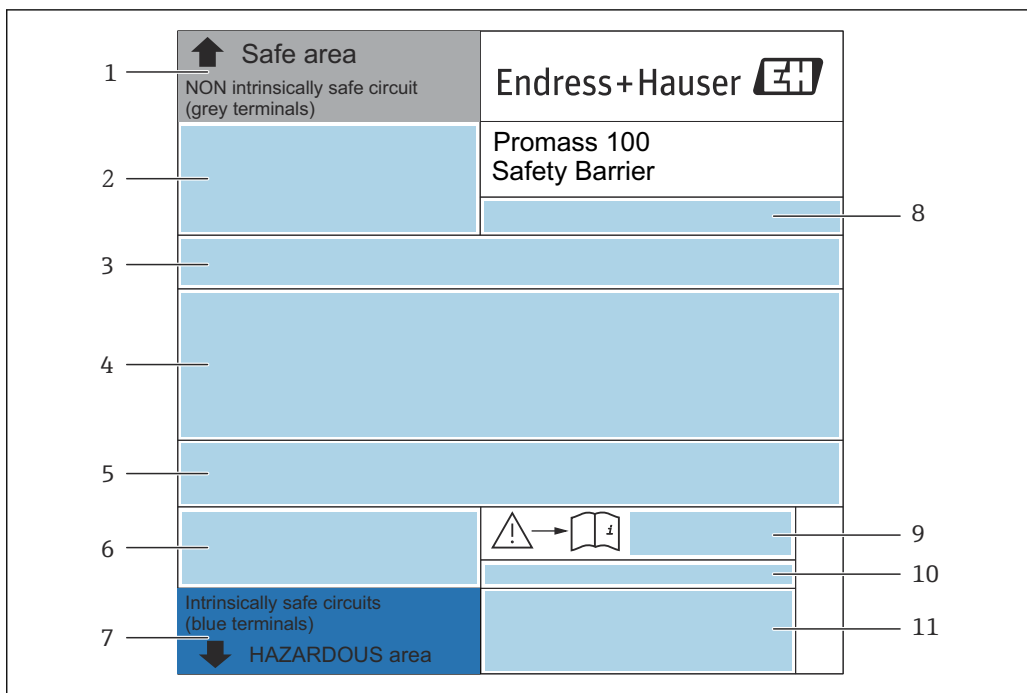 Safe area
NON intrinsically safe circuit
(grey terminals)
Endress+Hauser EH
Promass 100
Safety Barrier
1
2
3
4
5
6
7
8
9
10
11
i
Intrinsically safe circuits
(blue terminals)
HAZARDOUS area